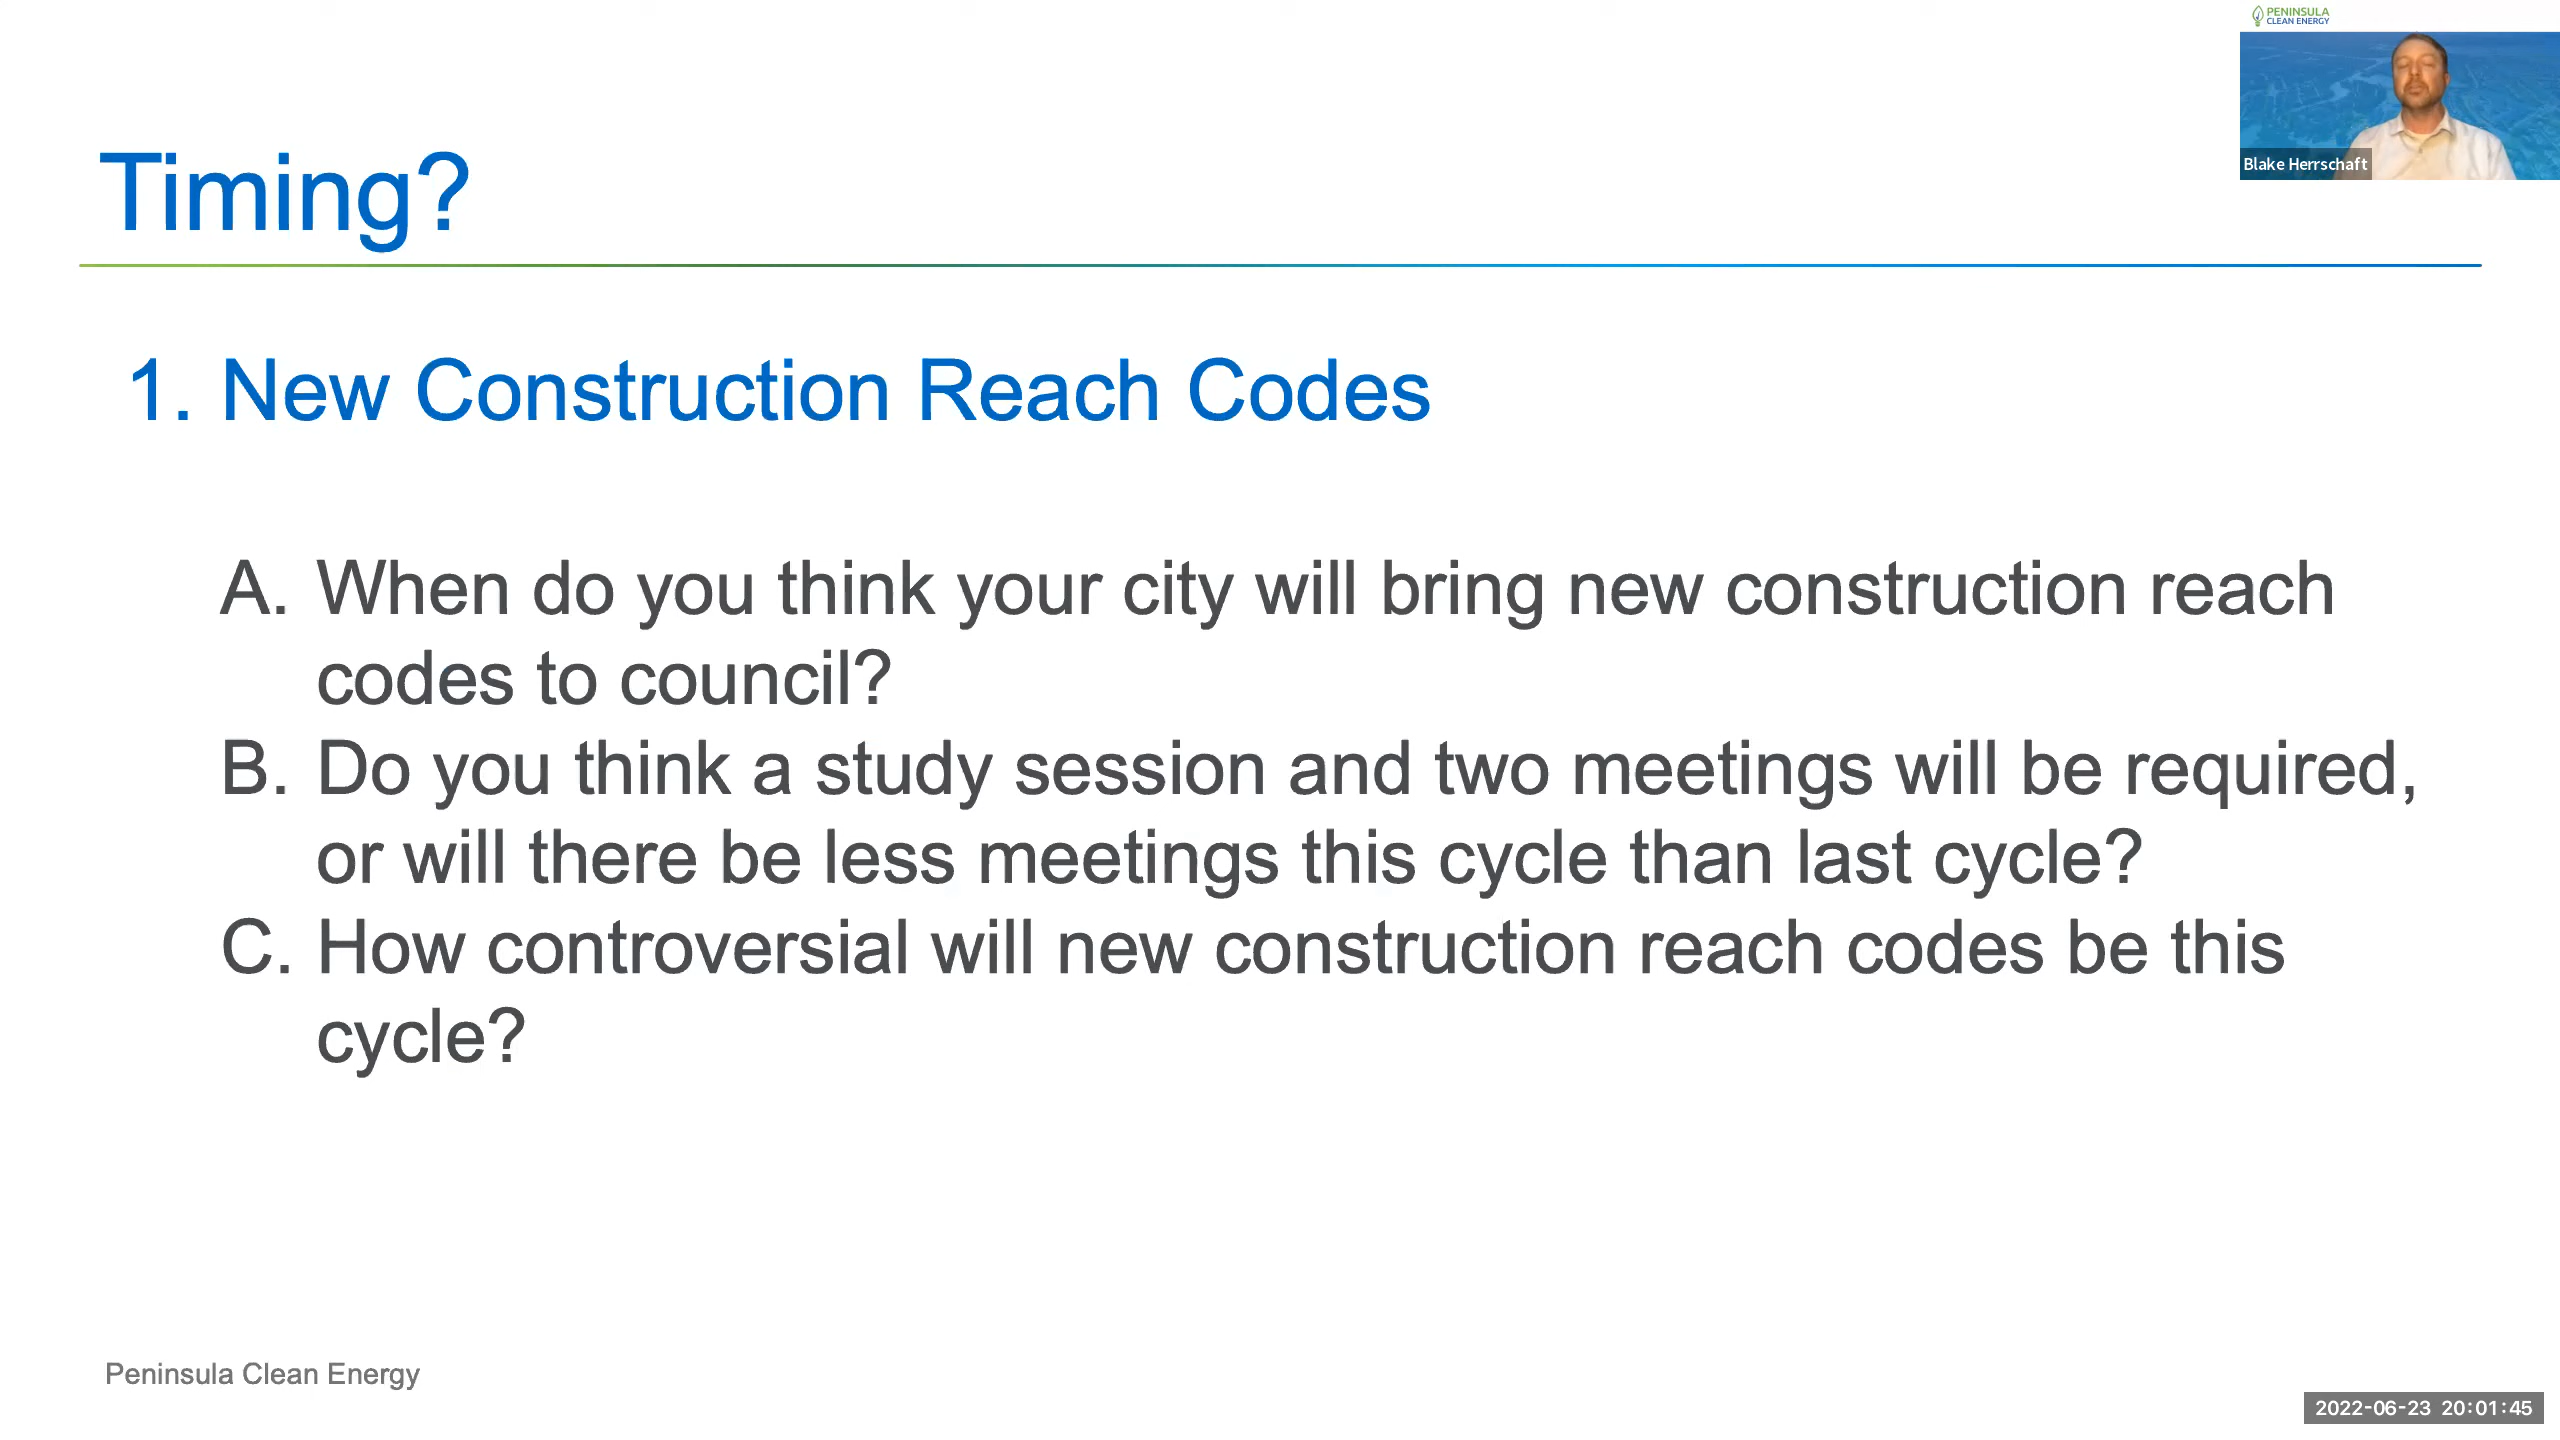 PENINSULA
CLEAN ENERGY
Blake Herrschaft
Timing?
1. New Construction Reach Codes
A. When do you think your city will bring new construction reach
codes to council?
B. Do you think a study session and two meetings will be required,
or will there be less meetings this cycle than last cycle?
C. How controversial will new construction reach codes be this
cycle?
Peninsula Clean Energy
2022-06-23 20:01:45